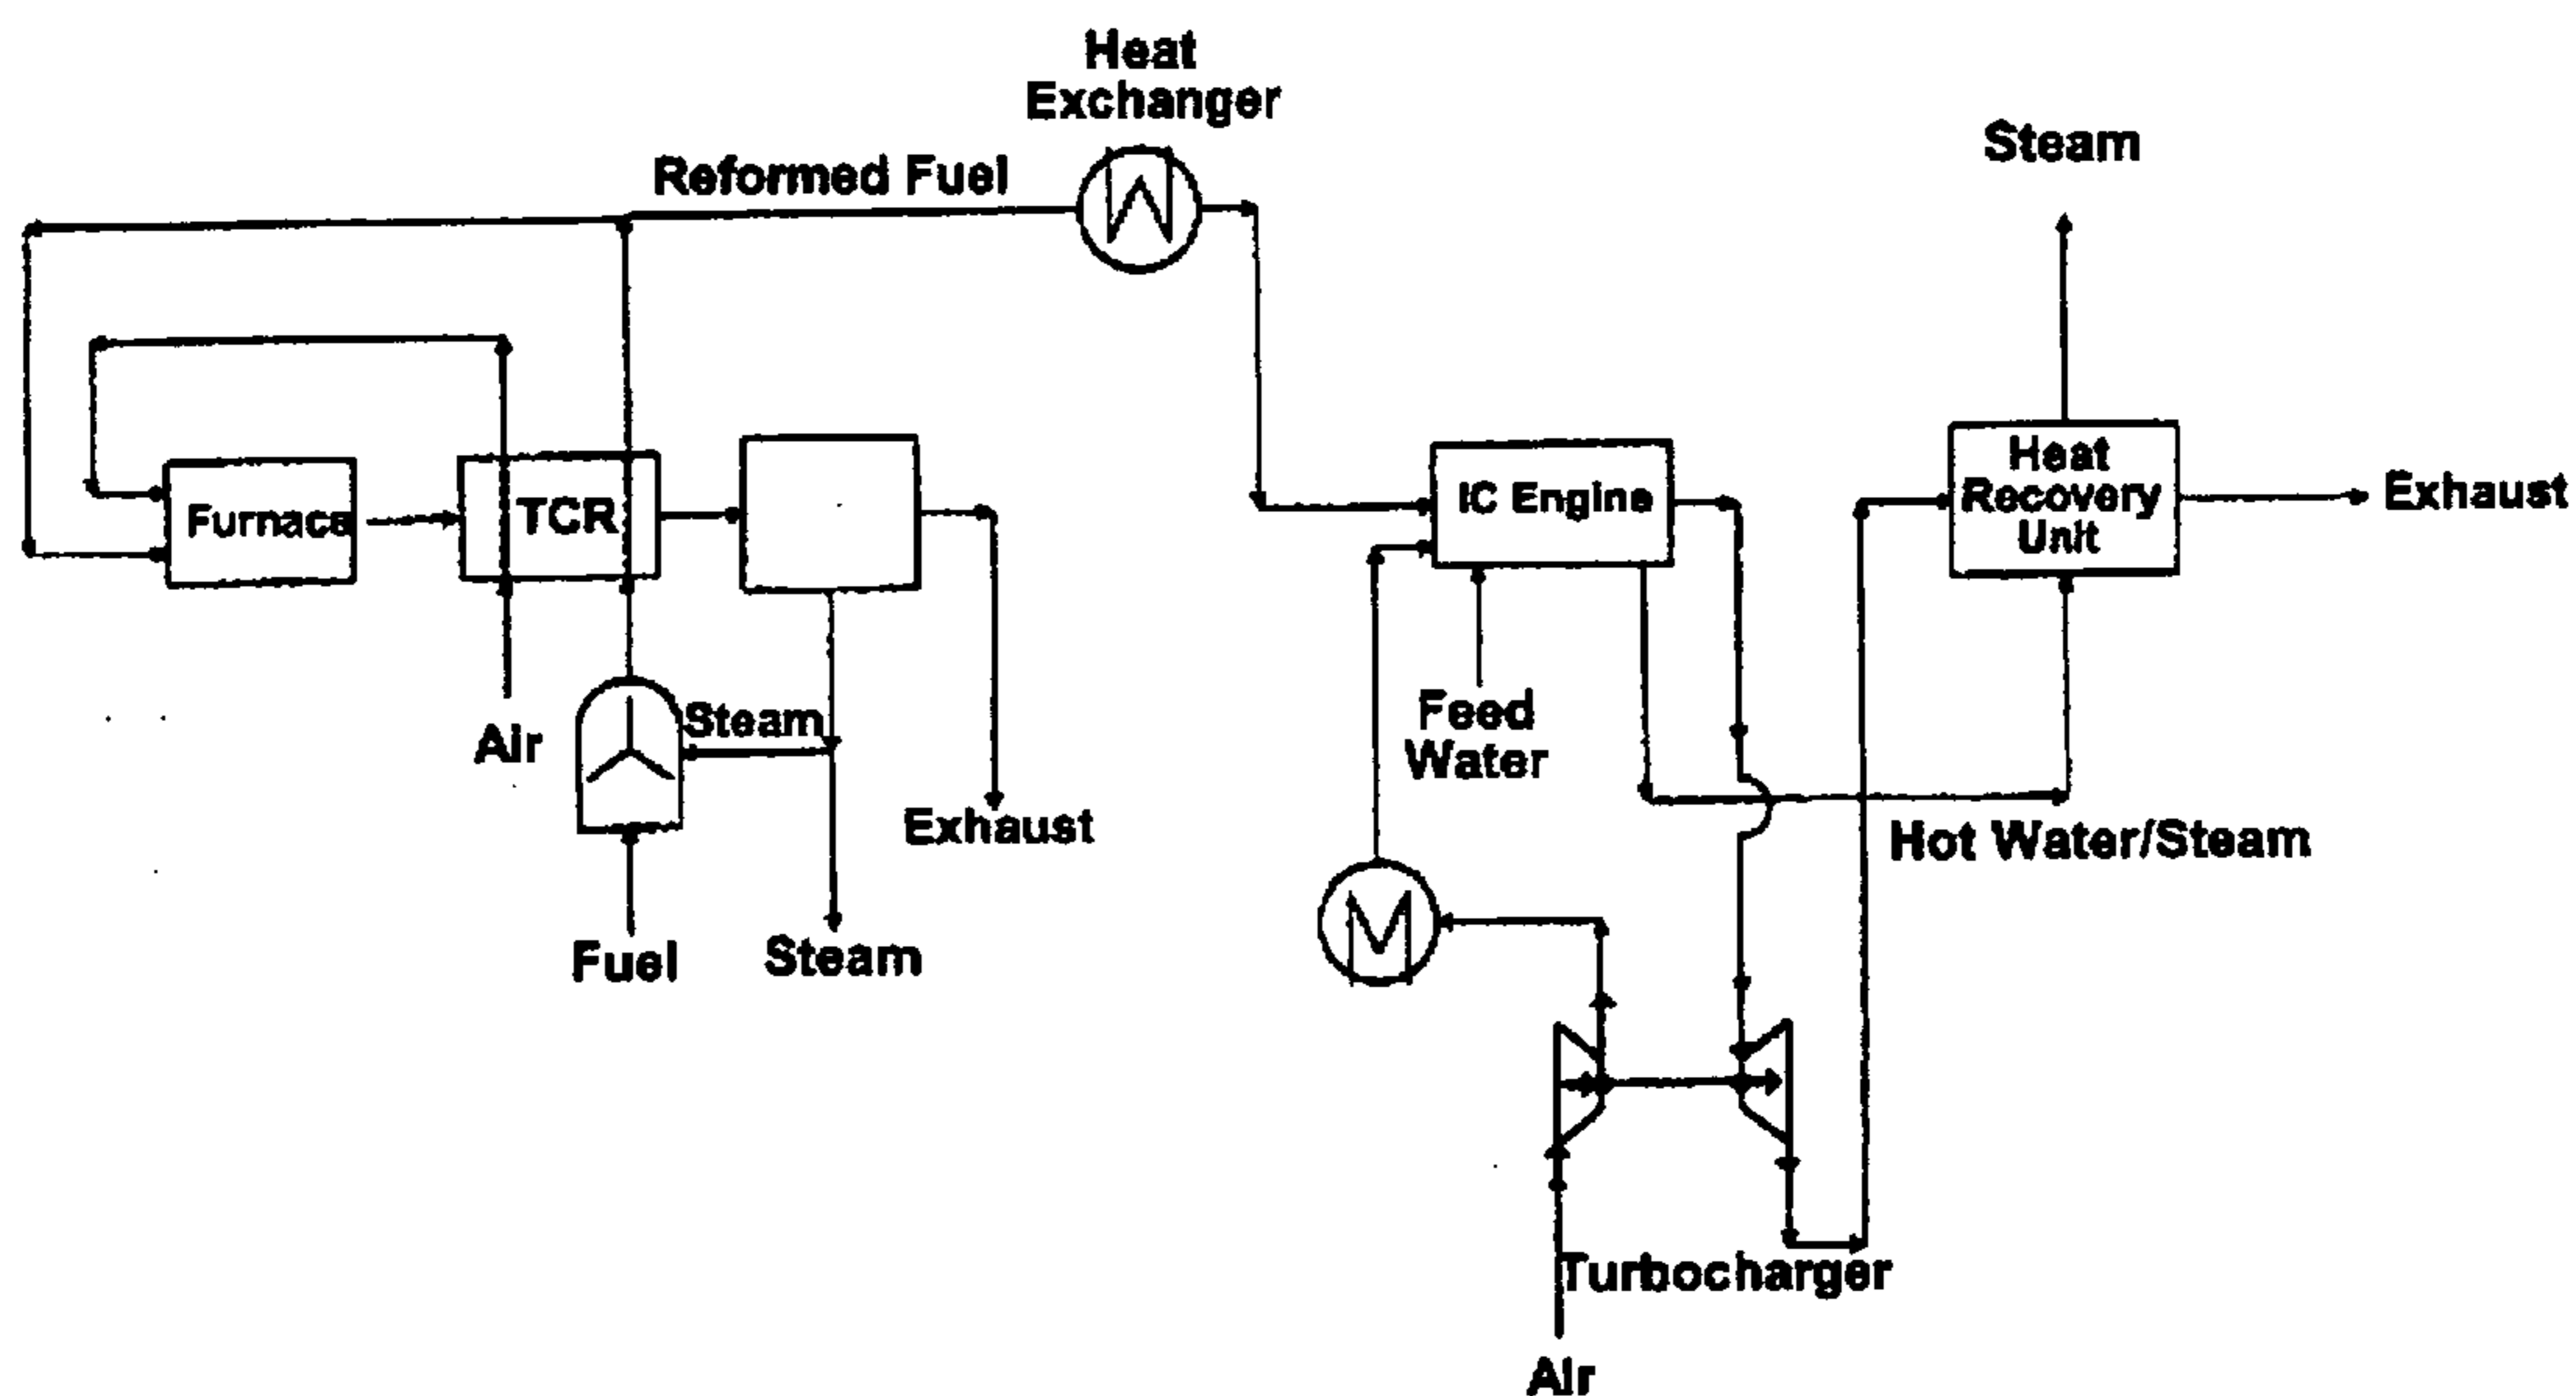 Heat
Exchanger
Steam
Reformed Fuel
Furnace
TCR
IC Engine
Heat
Recovery
Unit
Exhaust
Air
Steam
Feed
Water
Exhaust
Hot Water/Steam
Fuel
Steam
Turbocharger
Air